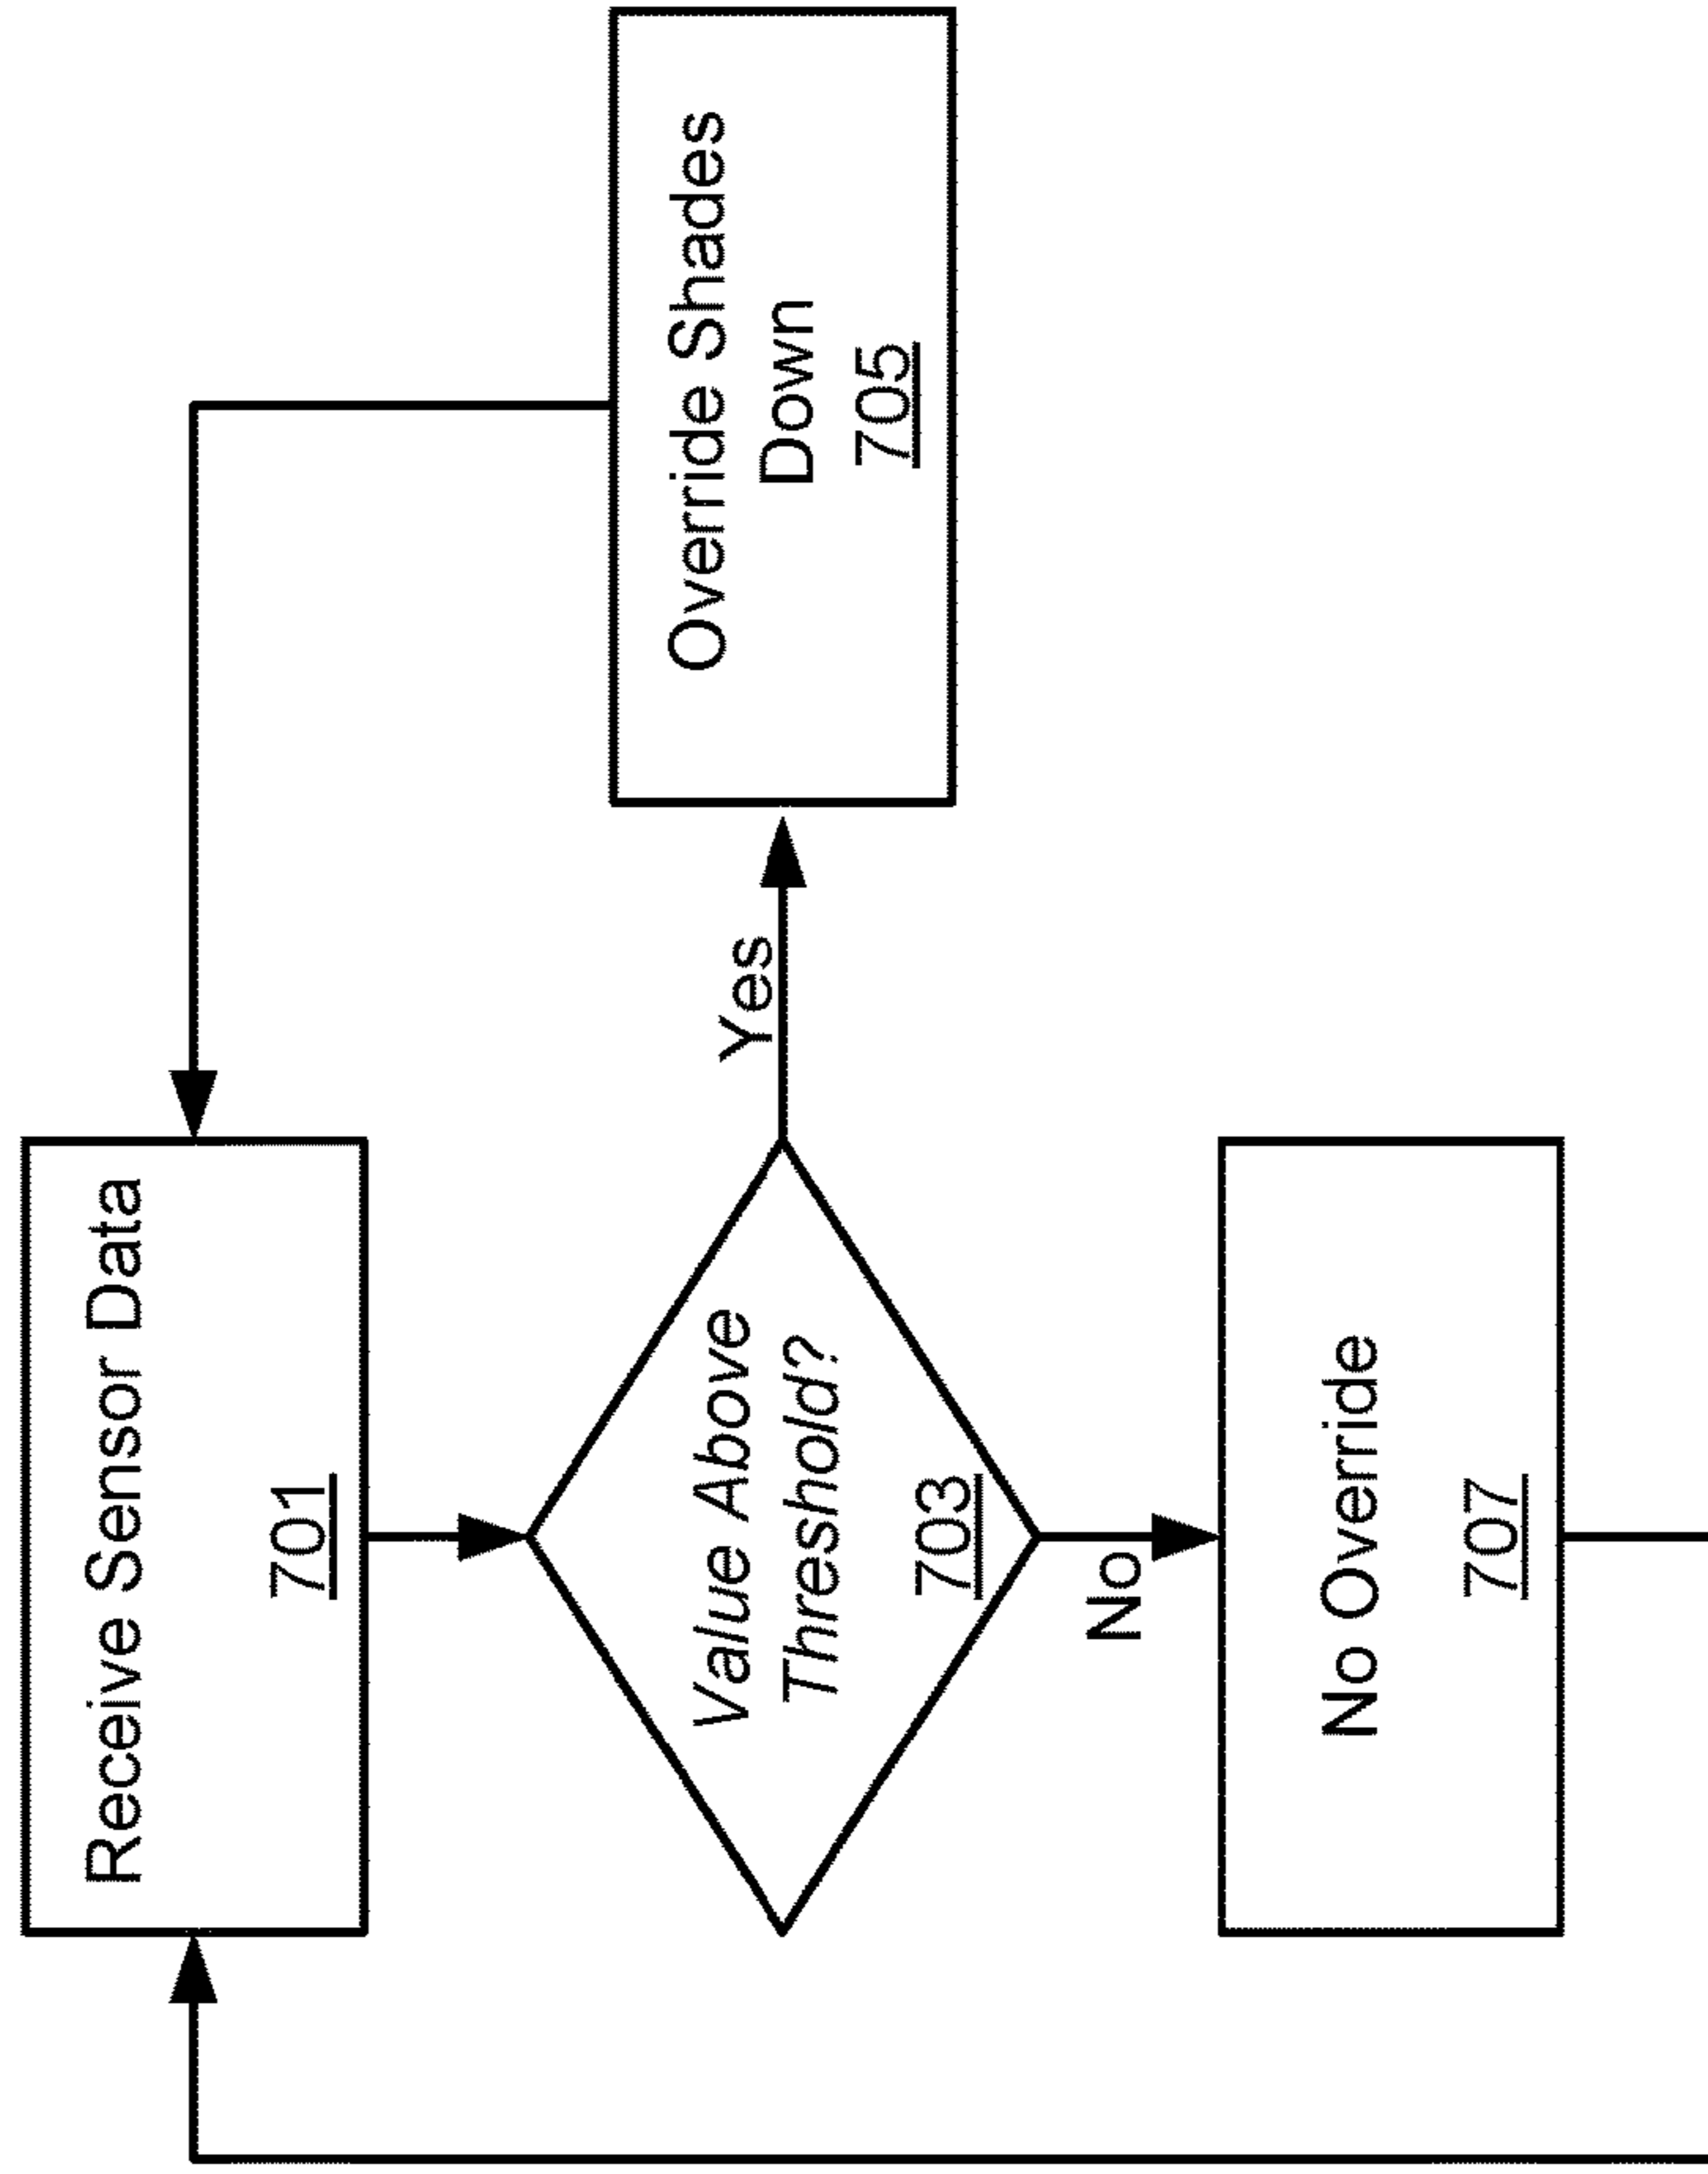 Receive Sensor Data
701
Value Above
Threshold?
703
Yes
Override Shades
Down
705
No
No Override
707